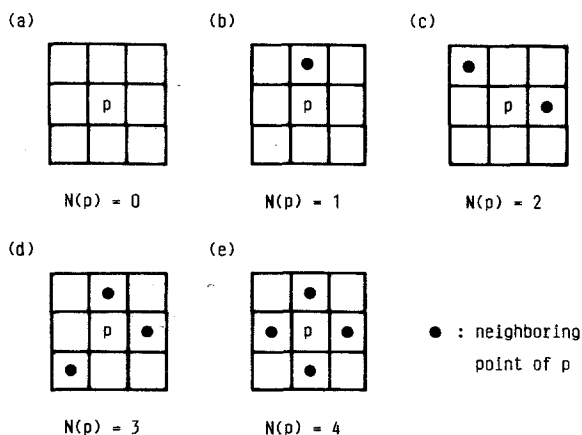 (a)
(b)
(c)
p
p
p
N(p) = 0
N(p) = 1
N(p) = 2
(d)
(e)
p
p
● : neighboring
point of p
N(p) = 3
N(p) = 4